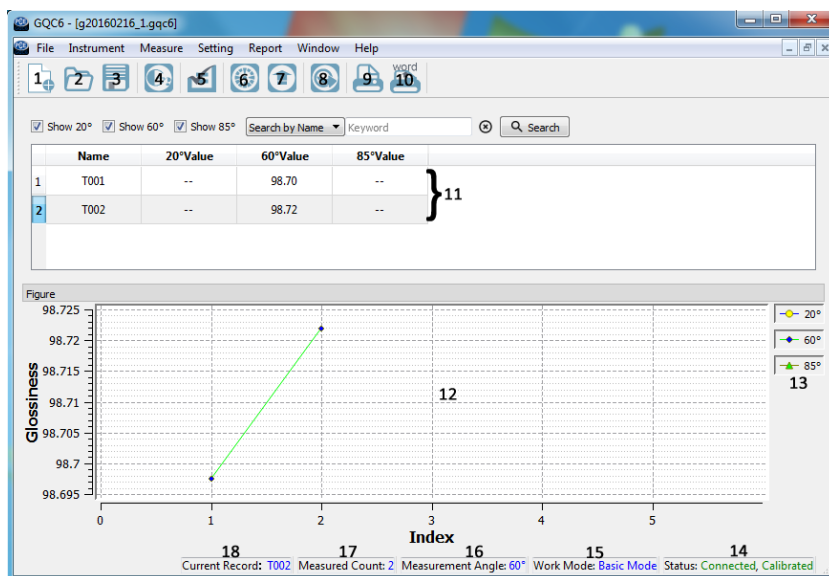 GQC6 - [g20160216_1.gqc6]
File Instrument Measure Setting Report Window Help
1 2 3 4 5 6 7 8 9 word 10
Show 20° Show 60° Show 85° Search by Name Keyword Search
Name 20°Value 60°Value 85°Value
1 T001 -- 98.70 --
2 T002 -- 98.72 --
11
Figure
98.725
98.72
98.715
98.71
98.705
98.7
98.695
Glossiness
12
20°
60°
85°
13
0 1 2 3 4 5
Index
18 17 16 15 14
Current Record: T002 Measured Count: 2 Measurement Angle: 60° Work Mode: Basic Mode Status: Connected, Calibrated